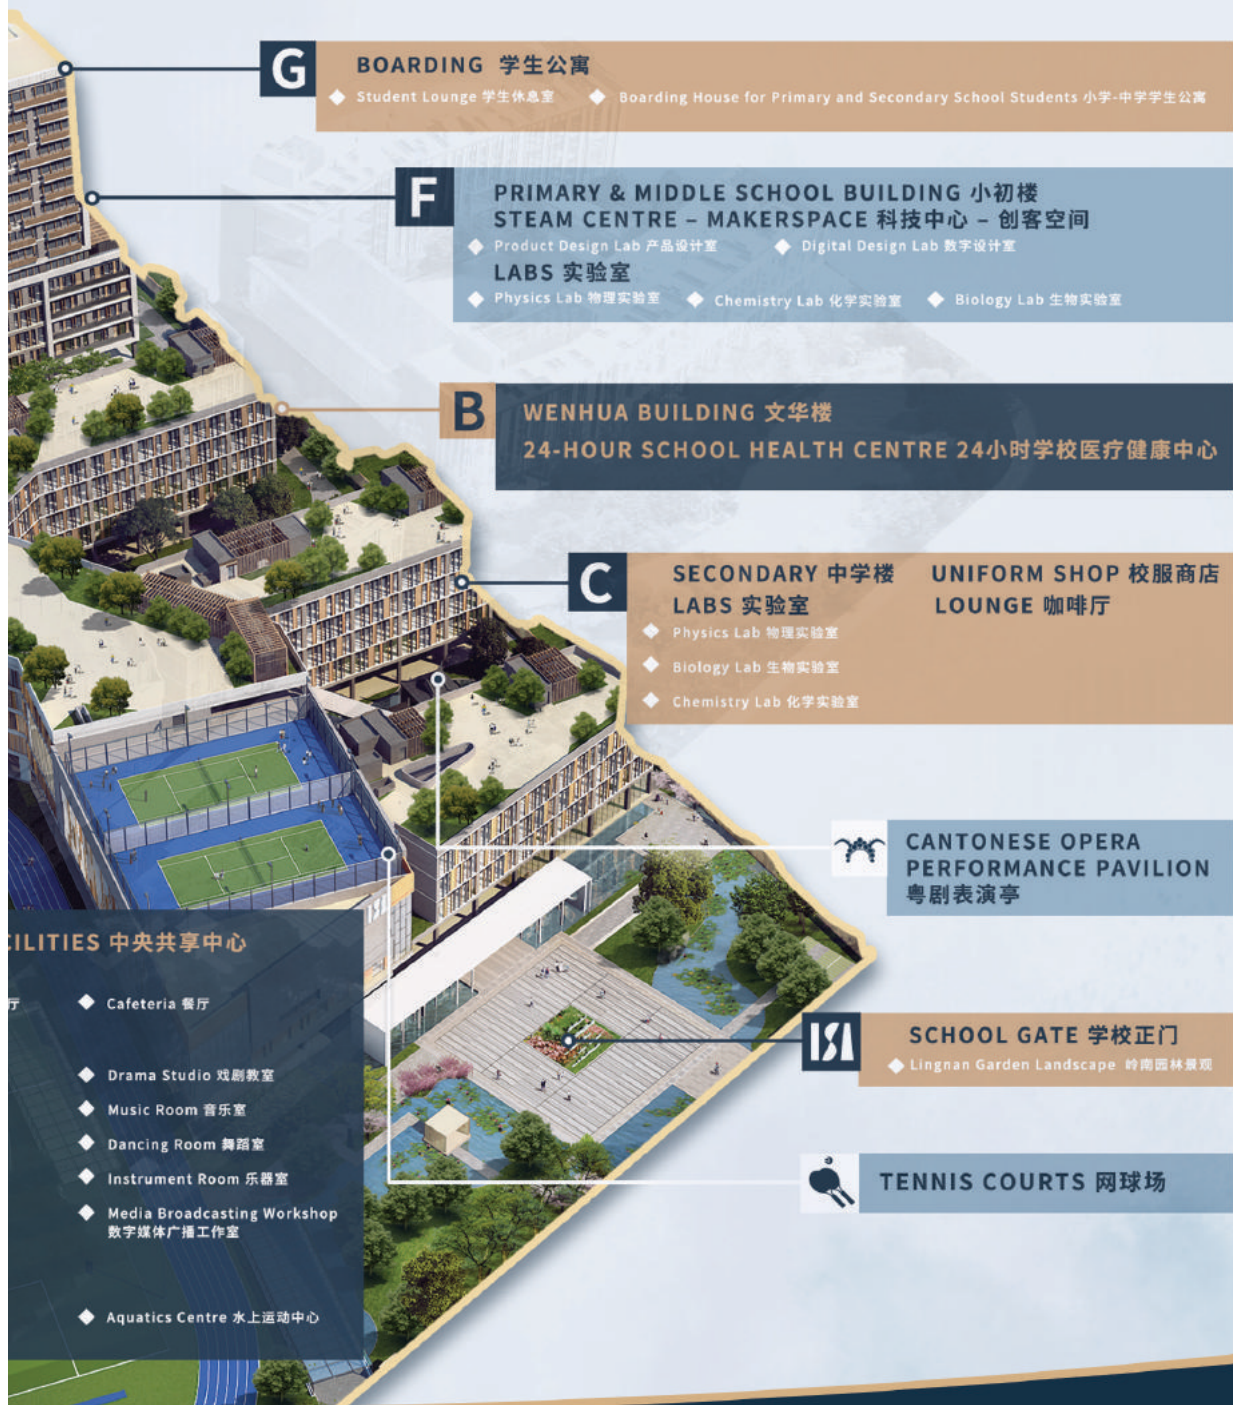 G
BOARDING 学生公寓
Student Lounge 学生休息室
Boarding House for Primary and Secondary School Students 小学-中学学生公寓
F
PRIMARY & MIDDLE SCHOOL BUILDING 小初楼
STEAM CENTRE – MAKERSPACE 科技中心 – 创客空间
Product Design Lab 产品设计室
Digital Design Lab 数字设计室
LABS 实验室
Physics Lab 物理实验室
Chemistry Lab 化学实验室
Biology Lab 生物实验室
B
WENHUA BUILDING 文华楼
24-HOUR SCHOOL HEALTH CENTRE 24小时学校医疗健康中心
C
SECONDARY 中学楼
UNIFORM SHOP 校服商店
LABS 实验室
LOUNGE 咖啡厅
Physics Lab 物理实验室
Biology Lab 生物实验室
Chemistry Lab 化学实验室
CANTONESE OPERA
PERFORMANCE PAVILION
粤剧表演亭
ISA
CILITIES 中央共享中心
厅
Cafeteria 餐厅
Drama Studio 戏剧教室
Music Room 音乐室
Dancing Room 舞蹈室
Instrument Room 乐器室
Media Broadcasting Workshop
数字媒体广播工作室
Aquatics Centre 水上运动中心
ISA
SCHOOL GATE 学校正门
Lingnan Garden Landscape 岭南园林景观
TENNIS COURTS 网球场